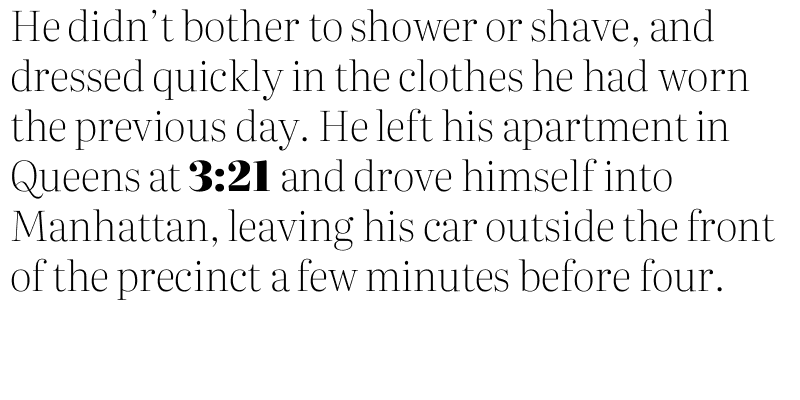 He didn’t bother to shower or shave, and
dressed quickly in the clothes he had worn
the previous day. He left his apartment in
Queens at 3:21 and drove himself into
Manhattan, leaving his car outside the front
of the precinct a few minutes before four.